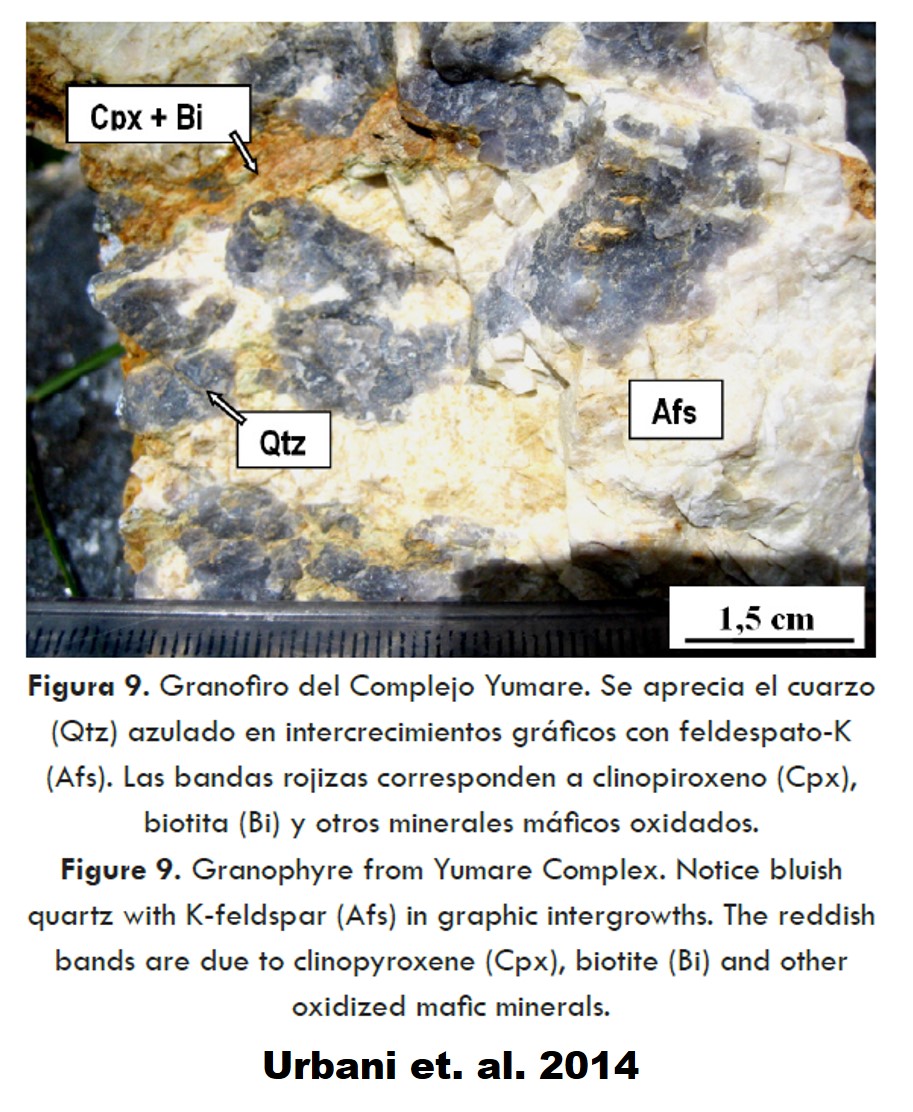 Cpx + Bi
Qtz
Afs
1,5 cm
Figura 9. Granofiro del Complejo Yumare. Se aprecia el cuarzo
(Qtz) azulado en intercrecimientos gráficos con feldespato-K
(Afs). Las bandas rojizas corresponden a clinopiroxeno (Cpx),
biotita (Bi) y otros minerales máficos oxidados.
Figure 9. Granophyre from Yumare Complex. Notice bluish
quartz with K-feldspar (Afs) in graphic intergrowths. The reddish
bands are due to clinopyroxene (Cpx), biotite (Bi) and other
oxidized mafic minerals.
Urbani et. al. 2014